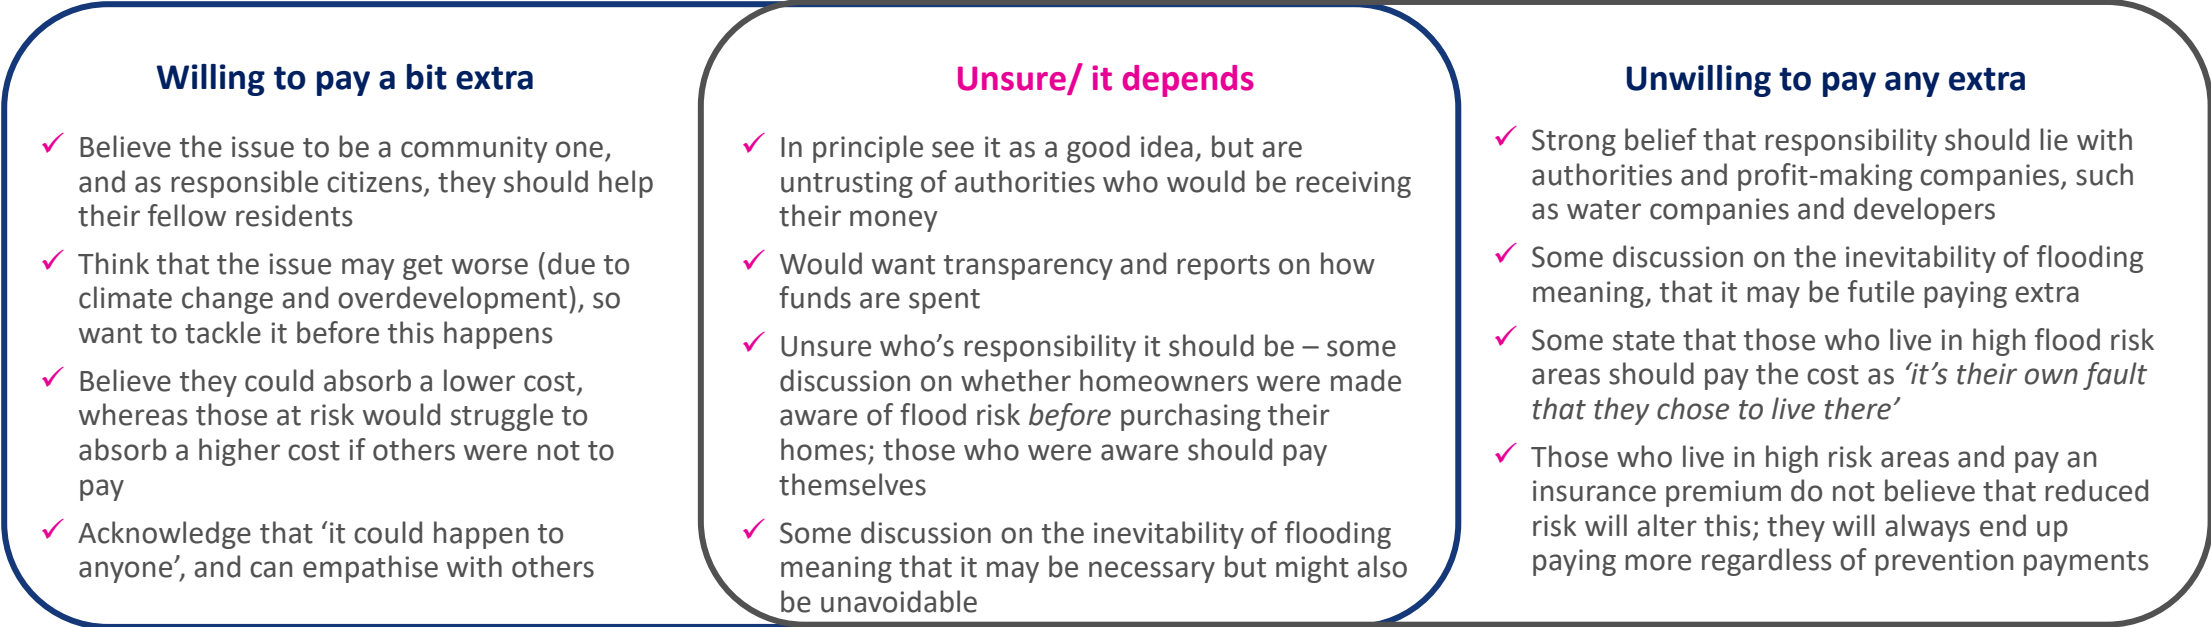 Willing to pay a bit extra
✓ Believe the issue to be a community one,
and as responsible citizens, they should help
their fellow residents
✓ Think that the issue may get worse (due to
climate change and overdevelopment), so
want to tackle it before this happens
✓ Believe they could absorb a lower cost,
whereas those at risk would struggle to
absorb a higher cost if others were not to
pay
✓ Acknowledge that ‘it could happen to
anyone’, and can empathise with others
Unsure/ it depends
✓ In principle see it as a good idea, but are
untrusting of authorities who would be receiving
their money
✓ Would want transparency and reports on how
funds are spent
✓ Unsure who’s responsibility it should be – some
discussion on whether homeowners were made
aware of flood risk before purchasing their
homes; those who were aware should pay
themselves
✓ Some discussion on the inevitability of flooding
meaning that it may be necessary but might also
be unavoidable
Unwilling to pay any extra
✓ Strong belief that responsibility should lie with
authorities and profit-making companies, such
as water companies and developers
✓ Some discussion on the inevitability of flooding
meaning, that it may be futile paying extra
✓ Some state that those who live in high flood risk
areas should pay the cost as ‘it’s their own fault
that they chose to live there’
✓ Those who live in high risk areas and pay an
insurance premium do not believe that reduced
risk will alter this; they will always end up
paying more regardless of prevention payments